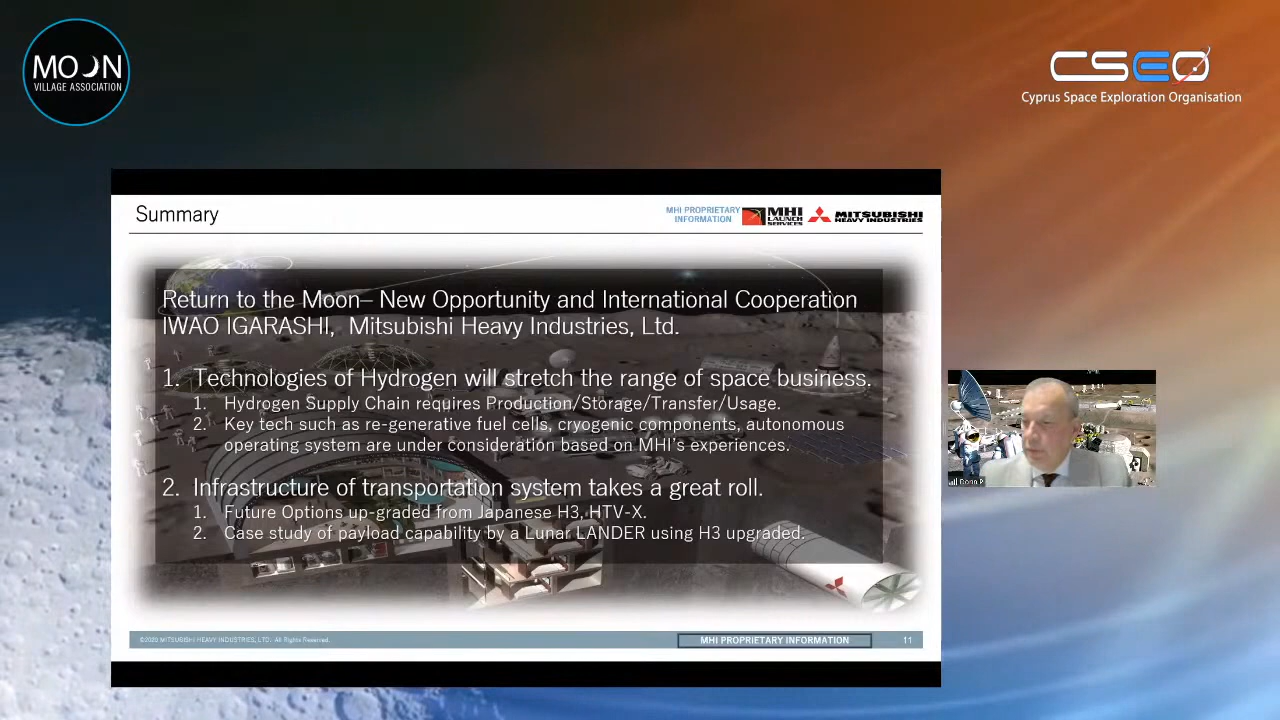 MOON
VILLAGE ASSOCIATION
CSEO
Cyprus Space Exploration Organisation
Summary
MHI PROPRIETARY
INFORMATION
MHI
LAUNCH
SERVICES
MITSUBISHI
HEAVY INDUSTRIES
Return to the Moon– New Opportunity and International Cooperation
IWAO IGARASHI, Mitsubishi Heavy Industries, Ltd.
1. Technologies of Hydrogen will stretch the range of space business.
1. Hydrogen Supply Chain requires Production/Storage/Transfer/Usage.
2. Key tech such as re-generative fuel cells, cryogenic components, autonomous
operating system are under consideration based on MHI's experiences.
2. Infrastructure of transportation system takes a great roll.
1. Future Options up-graded from Japanese H3, HTV-X.
2. Case study of payload capability by a Lunar LANDER using H3 upgraded.
Dorin P
©2020 MITSUBISHI HEAVY INDUSTRIES, LTD. All Rights Reserved.
MHI PROPRIETARY INFORMATION
11